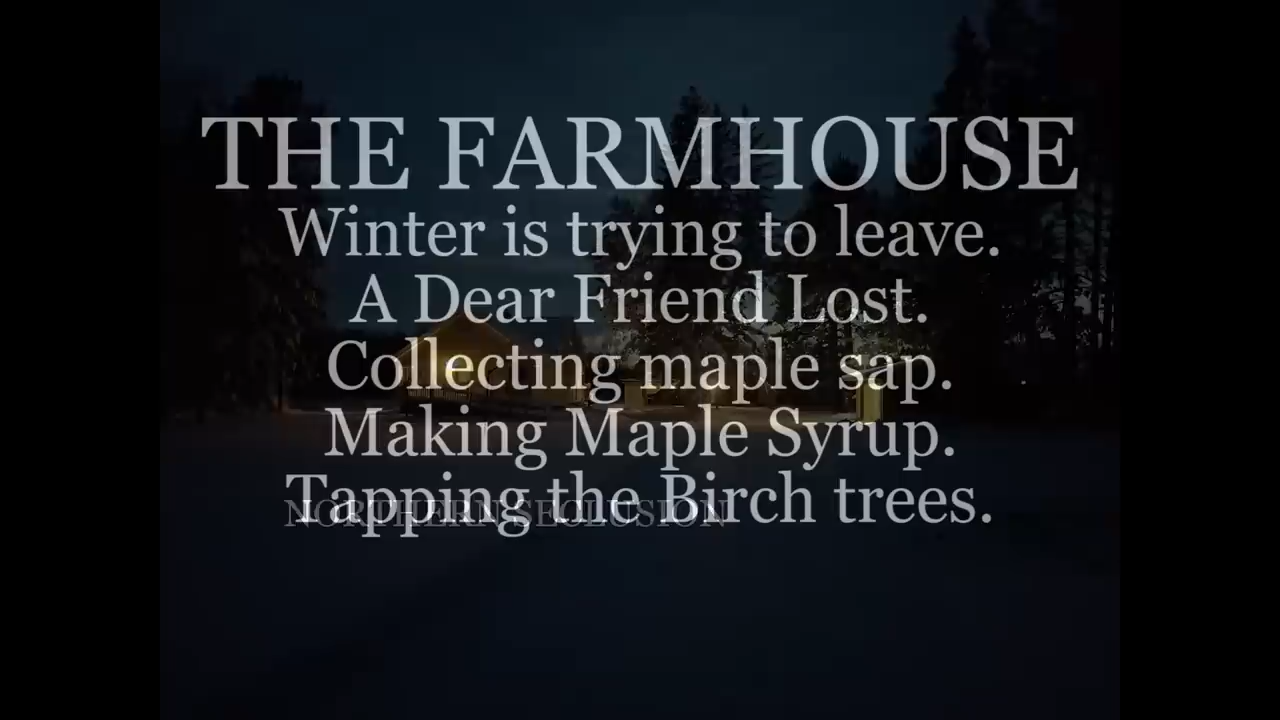 THE FARMHOUSE
Winter is trying to leave.
A Dear Friend Lost.
Collecting maple sap.
Making Maple Syrup.
Tapping the Birch trees.
NORTHERN SECLUSION